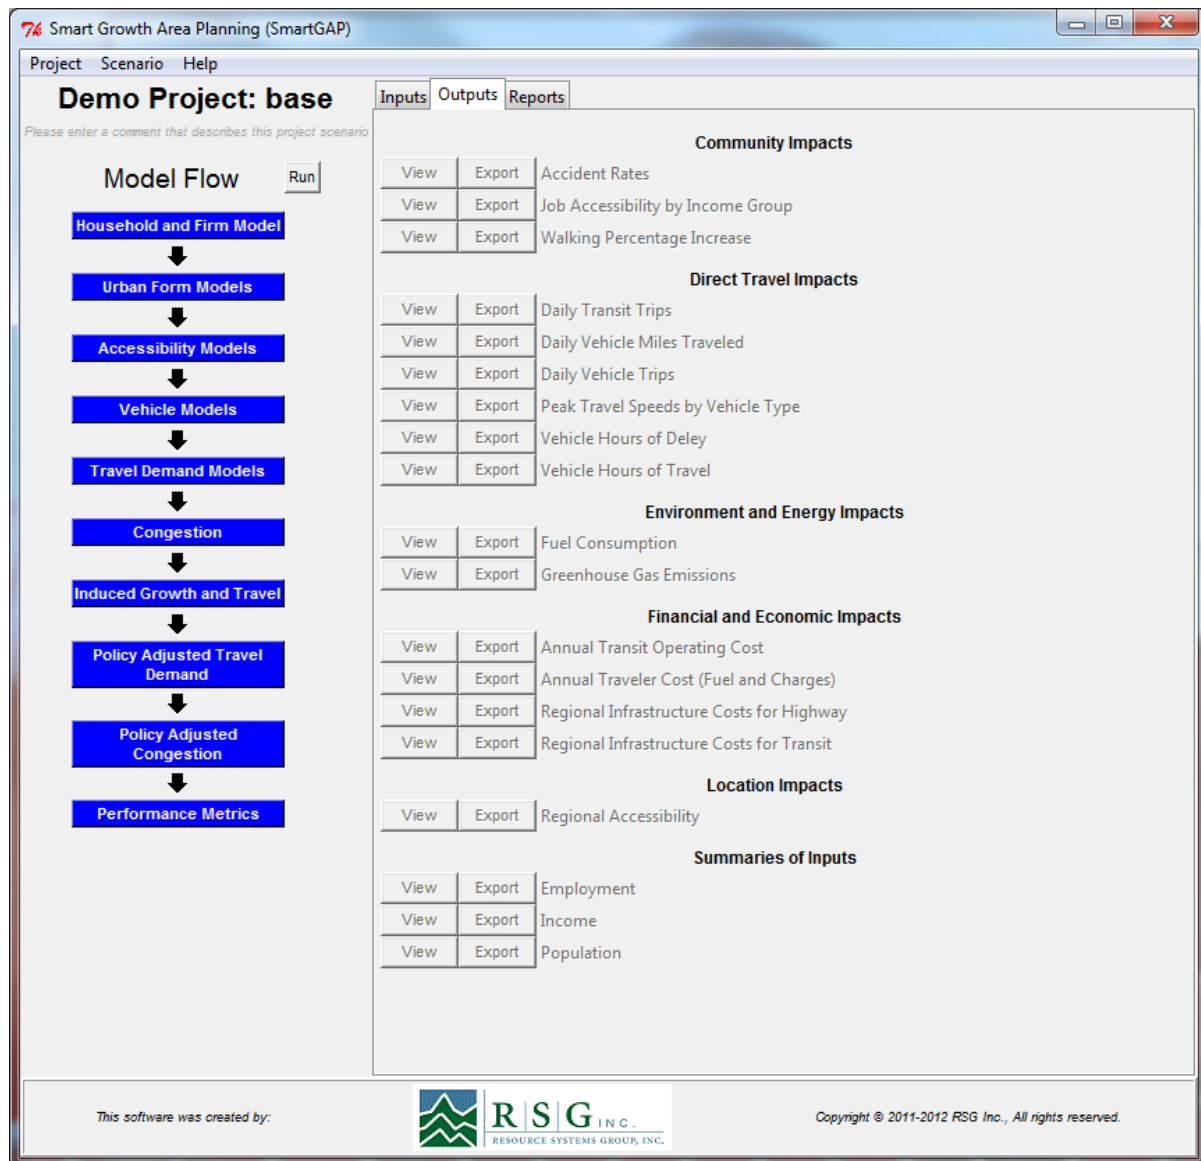 Smart Growth Area Planning (SmartGAP)
Project Scenario Help
Demo Project: base
Please enter a comment that describes this project scenario
Model Flow Run
Household and Firm Model
Urban Form Models
Accessibility Models
Vehicle Models
Travel Demand Models
Congestion
Induced Growth and Travel
Policy Adjusted Travel
Demand
Policy Adjusted
Congestion
Performance Metrics
Inputs Outputs Reports
Community Impacts
View Export Accident Rates
View Export Job Accessibility by Income Group
View Export Walking Percentage Increase
Direct Travel Impacts
View Export Daily Transit Trips
View Export Daily Vehicle Miles Traveled
View Export Daily Vehicle Trips
View Export Peak Travel Speeds by Vehicle Type
View Export Vehicle Hours of Deley
View Export Vehicle Hours of Travel
Environment and Energy Impacts
View Export Fuel Consumption
View Export Greenhouse Gas Emissions
Financial and Economic Impacts
View Export Annual Transit Operating Cost
View Export Annual Traveler Cost (Fuel and Charges)
View Export Regional Infrastructure Costs for Highway
View Export Regional Infrastructure Costs for Transit
Location Impacts
View Export Regional Accessibility
Summaries of Inputs
View Export Employment
View Export Income
View Export Population
This software was created by:
RSG INC.
RESOURCE SYSTEMS GROUP, INC.
Copyright © 2011-2012 RSG Inc., All rights reserved.